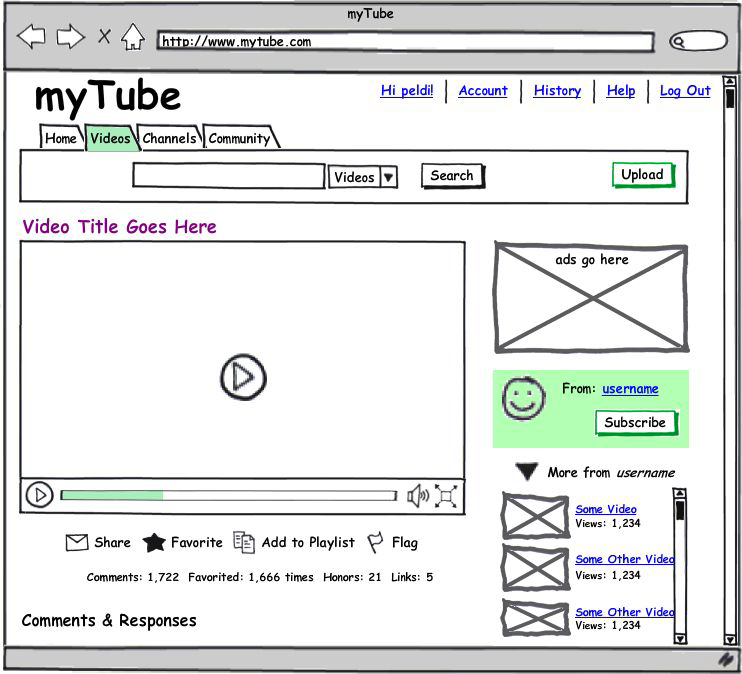 myTube
http://www.mytube.com
myTube
Hi peldi! Account History Help Log Out
Home Videos Channels Community
Videos Search Upload
Video Title Goes Here
ads go here
From: username
Subscribe
More from username
Some Video
Views: 1,234
Some Other Video
Views: 1,234
Some Other Video
Views: 1,234
Share Favorite Add to Playlist Flag
Comments: 1,722 Favorited: 1,666 times Honors: 21 Links: 5
Comments & Responses